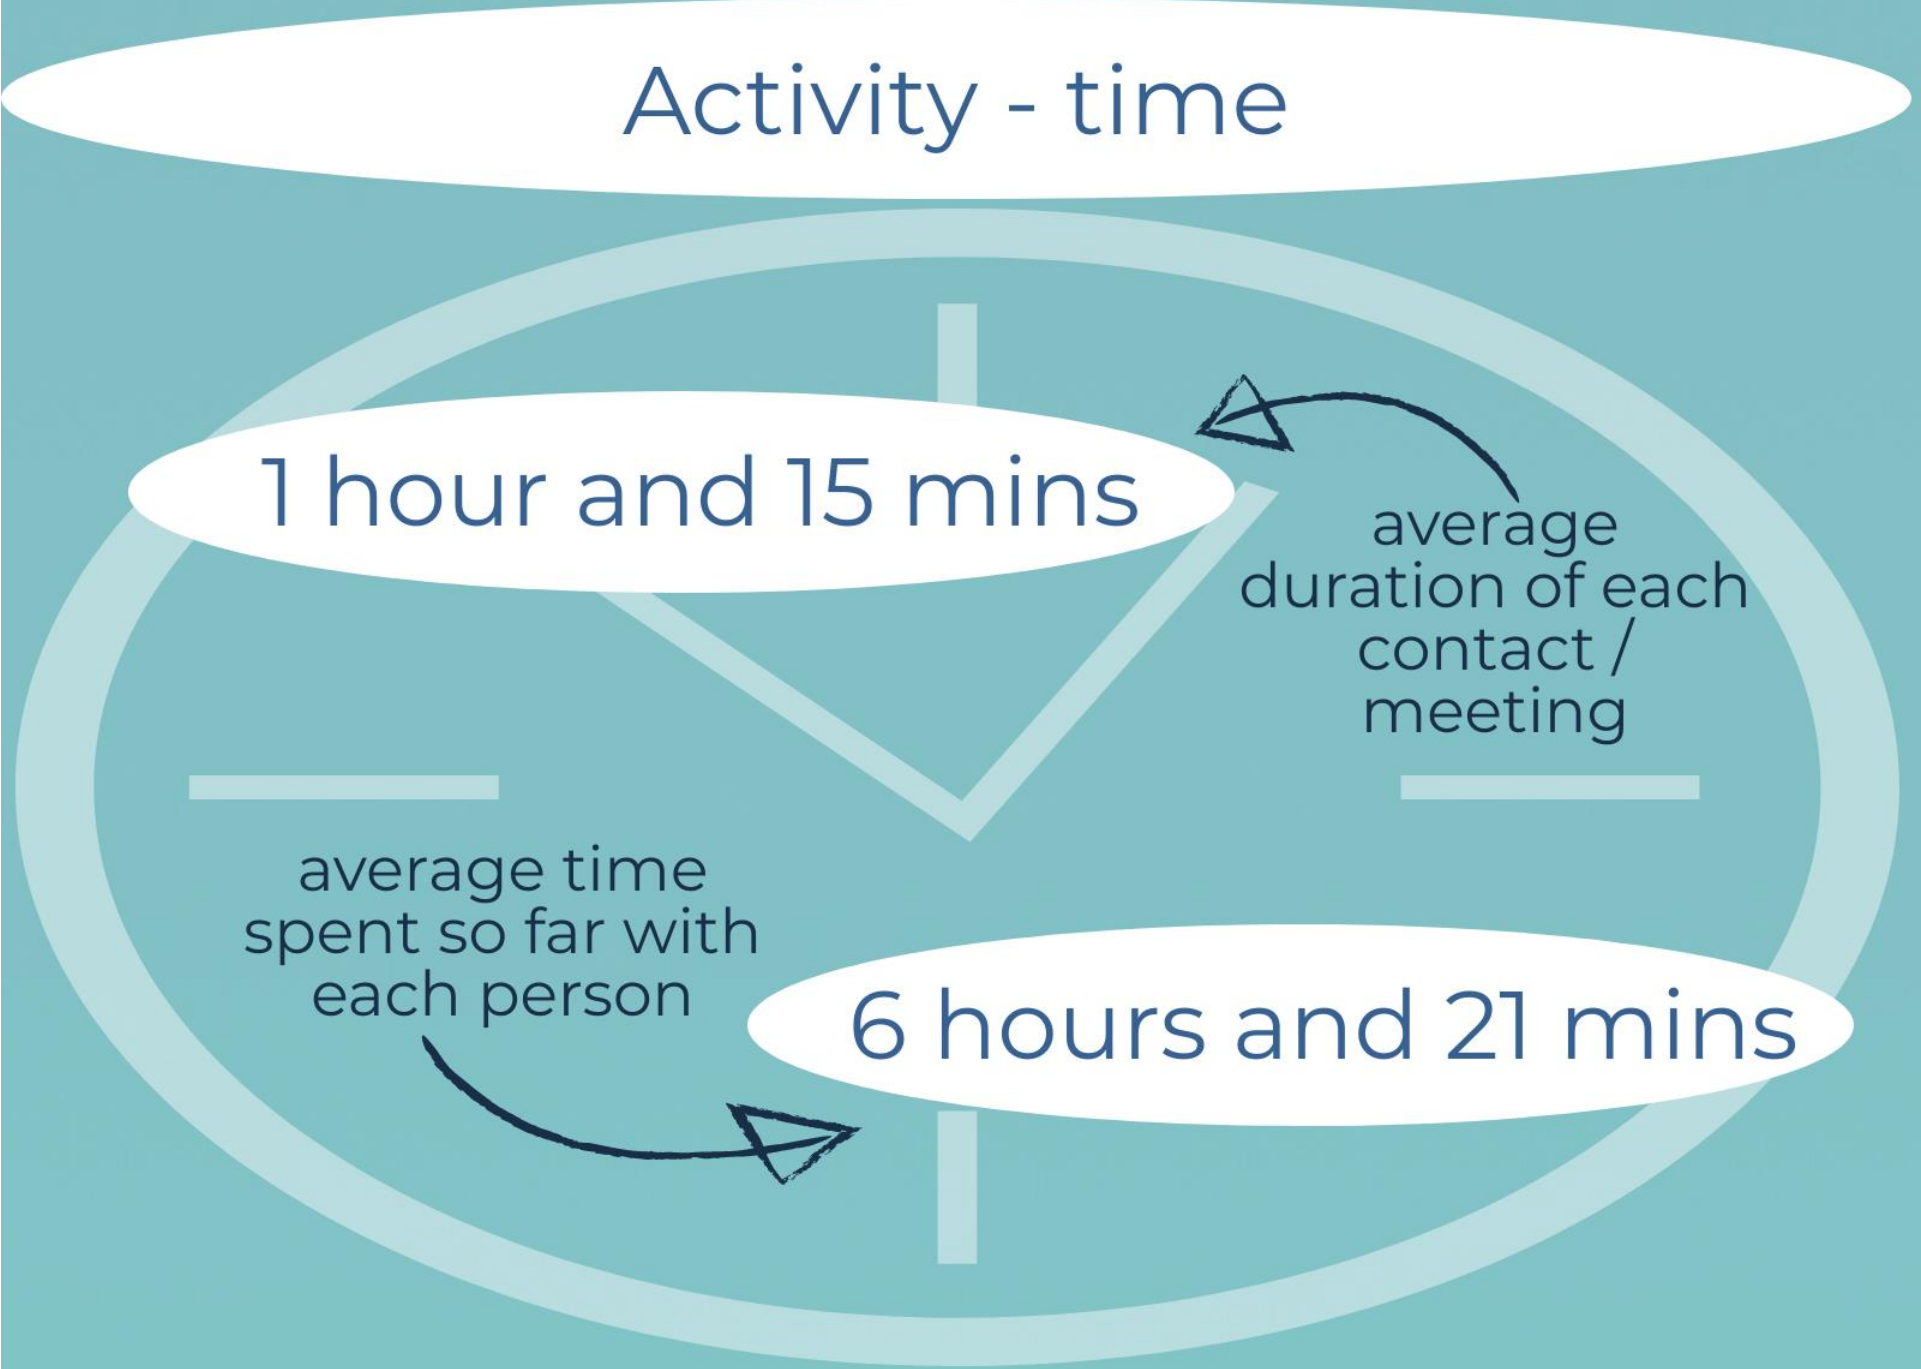 Activity - time
1 hour and 15 mins
average
duration of each
contact /
meeting
average time
spent so far with
each person
6 hours and 21 mins